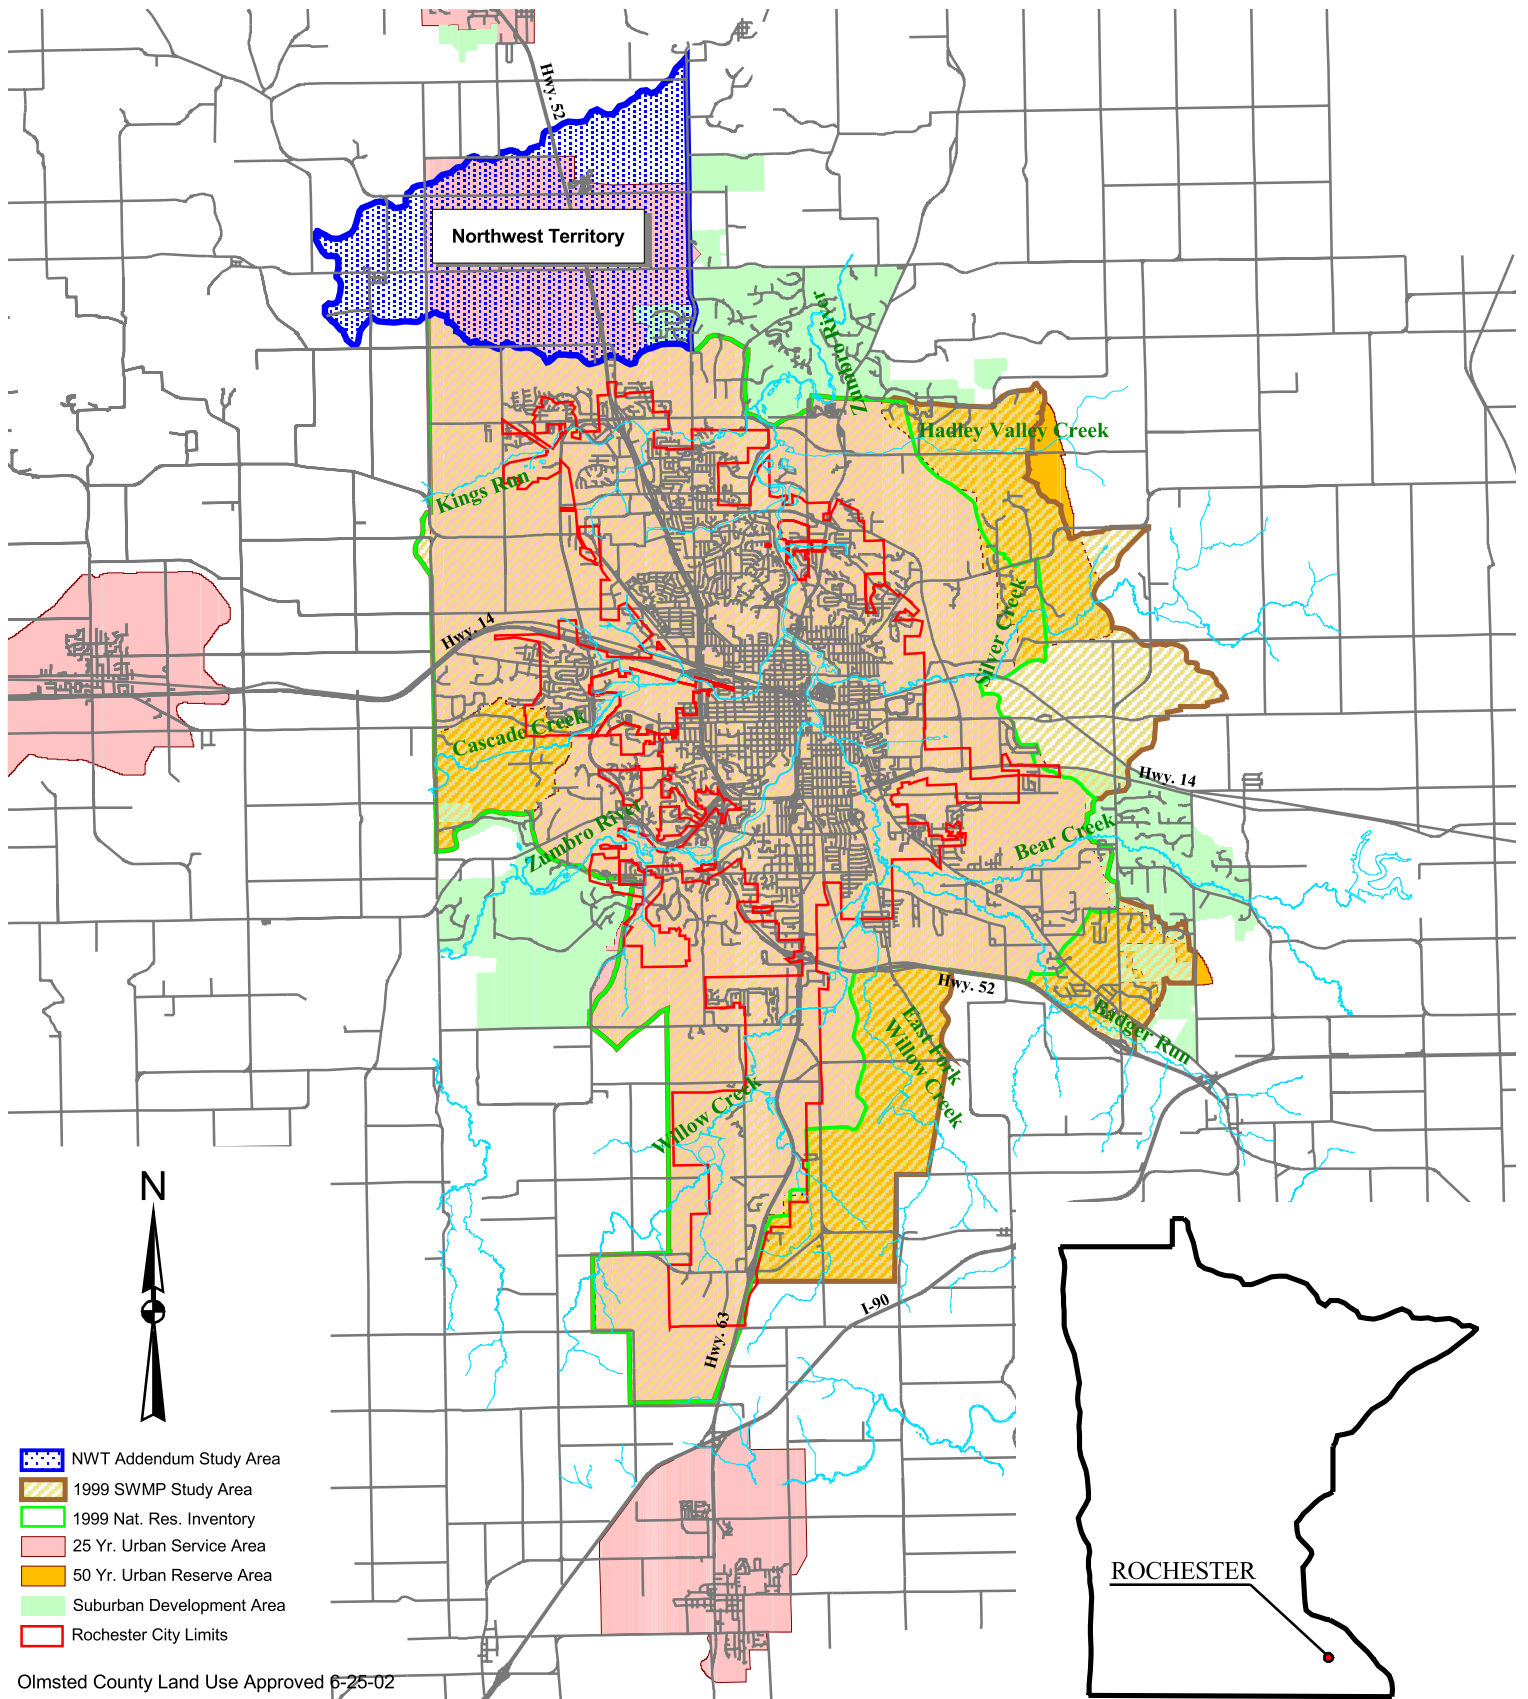 Hwy. 52
Northwest Territory
Zumbro River
Hadley Valley Creek
Kings Run
Silver Creek
Hwy. 14
Cascade Creek
Hwy. 14
Zumbro River
Bear Creek
Hwy. 52
East Fork
Willow Creek
Badger Run
Willow Creek
N
I-90
Hwy. 63
NWT Addendum Study Area
1999 SWMP Study Area
1999 Nat. Res. Inventory
25 Yr. Urban Service Area
50 Yr. Urban Reserve Area
Suburban Development Area
Rochester City Limits
Olmsted County Land Use Approved 6-25-02
ROCHESTER